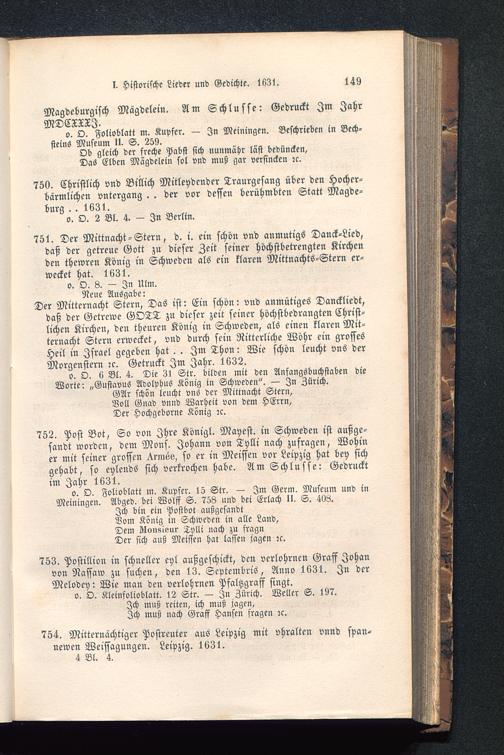 I. Historische Lieder und Gedichte. 1631. 149
Magdeburgisch Mägdelein. Am Schlusse: Gedruckt Im Jahr
MDCXXXJ.
o. O. Folioblatt m. Kupfer. — In Meiningen. Beschrieben in Bech-
steins Museum II. S. 259.
Ob gleich der freche Pabst sich nunmähr läst bedüncken,
Das Elben Mägdelein sol vnd muß gar versincken ꝛc.
750. Christlich vnd Billich Mitleydender Traurgesang über den Hocher-
bärmlichen vntergang . . der vor dessen berühmbten Statt Magde-
burg . . 1631.
o. O. 2 Bl. 4. — In Berlin.
751. Der Mittnacht-Stern, d. i. ein schön vnd anmutigs Danck-Lied,
daß der getreue Gott zu dieser Zeit seiner höchstbetrengten Kirchen
den thewren König in Schweden als ein klaren Mittnachts-Stern er-
wecket hat. 1631.
o. O. 8. — In Ulm.
Neue Ausgabe:
Der Mitternacht Stern, Das ist: Ein schön: vnd anmütiges Danckliedt,
daß der Getrewe GOTT zu dieser zeit seiner höchstbedrangten Christ-
lichen Kirchen, den theuren König in Schweden, als einen klaren Mit-
ternacht Stern erwecket, vnd durch sein Ritterliche Wöhr ein grosses
Heil in Israel gegeben hat . . Im Thon: Wie schön leucht vns der
Morgenstern ꝛc. Getruckt Im Jahr. 1632.
o. O. 6 Bl. 4. Die 31 Str. bilden mit den Anfangsbuchstaben die
Worte: „Gustavus Adolphus König in Schweden“. — In Zürich.
GAr schön leucht vns der Mittnacht Stern,
Voll Gnad vnnd Warheit von dem HErrn,
Der Hochgeborne König ꝛc.
752. Post Bot, So von Ihre Königl. Mayest. in Schweden ist außge-
sandt worden, dem Mons. Johann von Tylli nach zufragen, Wohin
er mit seiner grossen Armée, so er in Meissen vor Leipzig hat bey sich
gehabt, so eylends sich verkrochen habe. Am Schlusse: Gedruckt
im Jahr 1631.
o. O. Folioblatt m. Kupfer. 15 Str. — Im Germ. Museum und in
Meiningen. Abged. bei Wolff S. 758 und bei Erlach II. S. 408.
Ich bin ein Postbot außgesandt
Vom König in Schweden in alle Land,
Dem Monsieur Tylli nach zu fragn
Der sich auß Meissen hat lassen jagen ꝛc.
753. Postillion in schneller eyl außgeschickt, den verlohrnen Graff Johan
von Nassaw zu suchen, den 13. Septembris, Anno 1631. In der
Melodey: Wie man den verlohrnen Pfalzgraff singt.
o. O. Kleinfolioblatt. 12 Str. — In Zürich. Weller S. 197.
Ich muß reiten, ich muß jagen,
Ich muß nach Graff Hansen fragen ꝛc.
754. Mitternächtiger Postreuter aus Leipzig mit vhralten vnnd span-
newen Weissagungen. Leipzig. 1631.
4 Bl. 4.